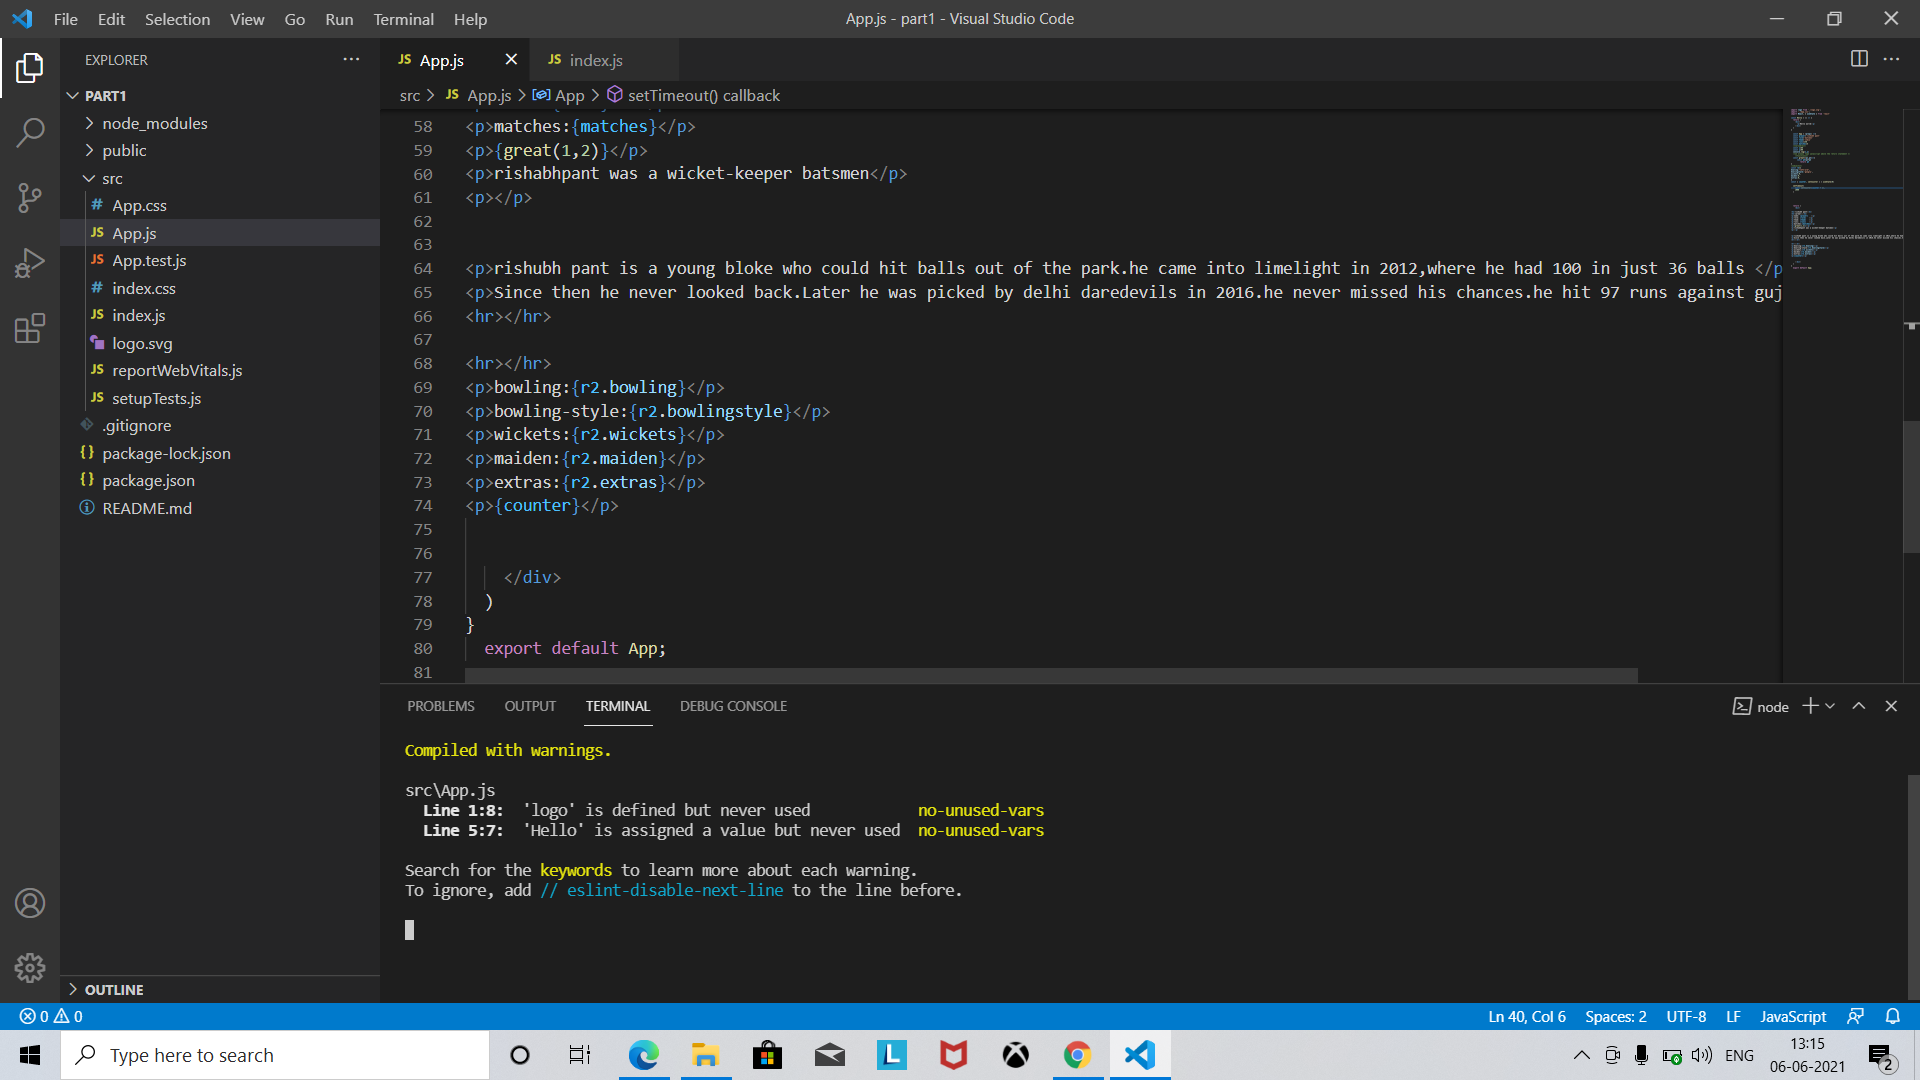 File Edit Selection View Go Run Terminal Help
App.js - part1 - Visual Studio Code
EXPLORER
PART1
node_modules
public
src
# App.css
JS App.js
JS App.test.js
# index.css
JS index.js
logo.svg
JS reportWebVitals.js
JS setupTests.js
.gitignore
{} package-lock.json
{} package.json
README.md
OUTLINE
JS App.js
JS index.js
src > JS App.js > App > setTimeout() callback
58 <p>matches:{matches}</p>
59 <p>{great(1,2)}</p>
60 <p>rishabhpant was a wicket-keeper batsmen</p>
61 <p></p>
62
63
64 <p>rishubh pant is a young bloke who could hit balls out of the park.he came into limelight in 2012,where he had 100 in just 36 balls </p
65 <p>Since then he never looked back.Later he was picked by delhi daredevils in 2016.he never missed his chances.he hit 97 runs against guj
66 <hr></hr>
67
68 <hr></hr>
69 <p>bowling:{r2.bowling}</p>
70 <p>bowling-style:{r2.bowlingstyle}</p>
71 <p>wickets:{r2.wickets}</p>
72 <p>maiden:{r2.maiden}</p>
73 <p>extras:{r2.extras}</p>
74 <p>{counter}</p>
75
76
77 </div>
78 )
79 }
80 export default App;
81
PROBLEMS OUTPUT TERMINAL DEBUG CONSOLE
node
Compiled with warnings.
src\App.js
Line 1:8: 'logo' is defined but never used no-unused-vars
Line 5:7: 'Hello' is assigned a value but never used no-unused-vars
Search for the keywords to learn more about each warning.
To ignore, add // eslint-disable-next-line to the line before.
0 0
Ln 40, Col 6 Spaces: 2 UTF-8 LF JavaScript
Type here to search
L
ENG
13:15
06-06-2021
2